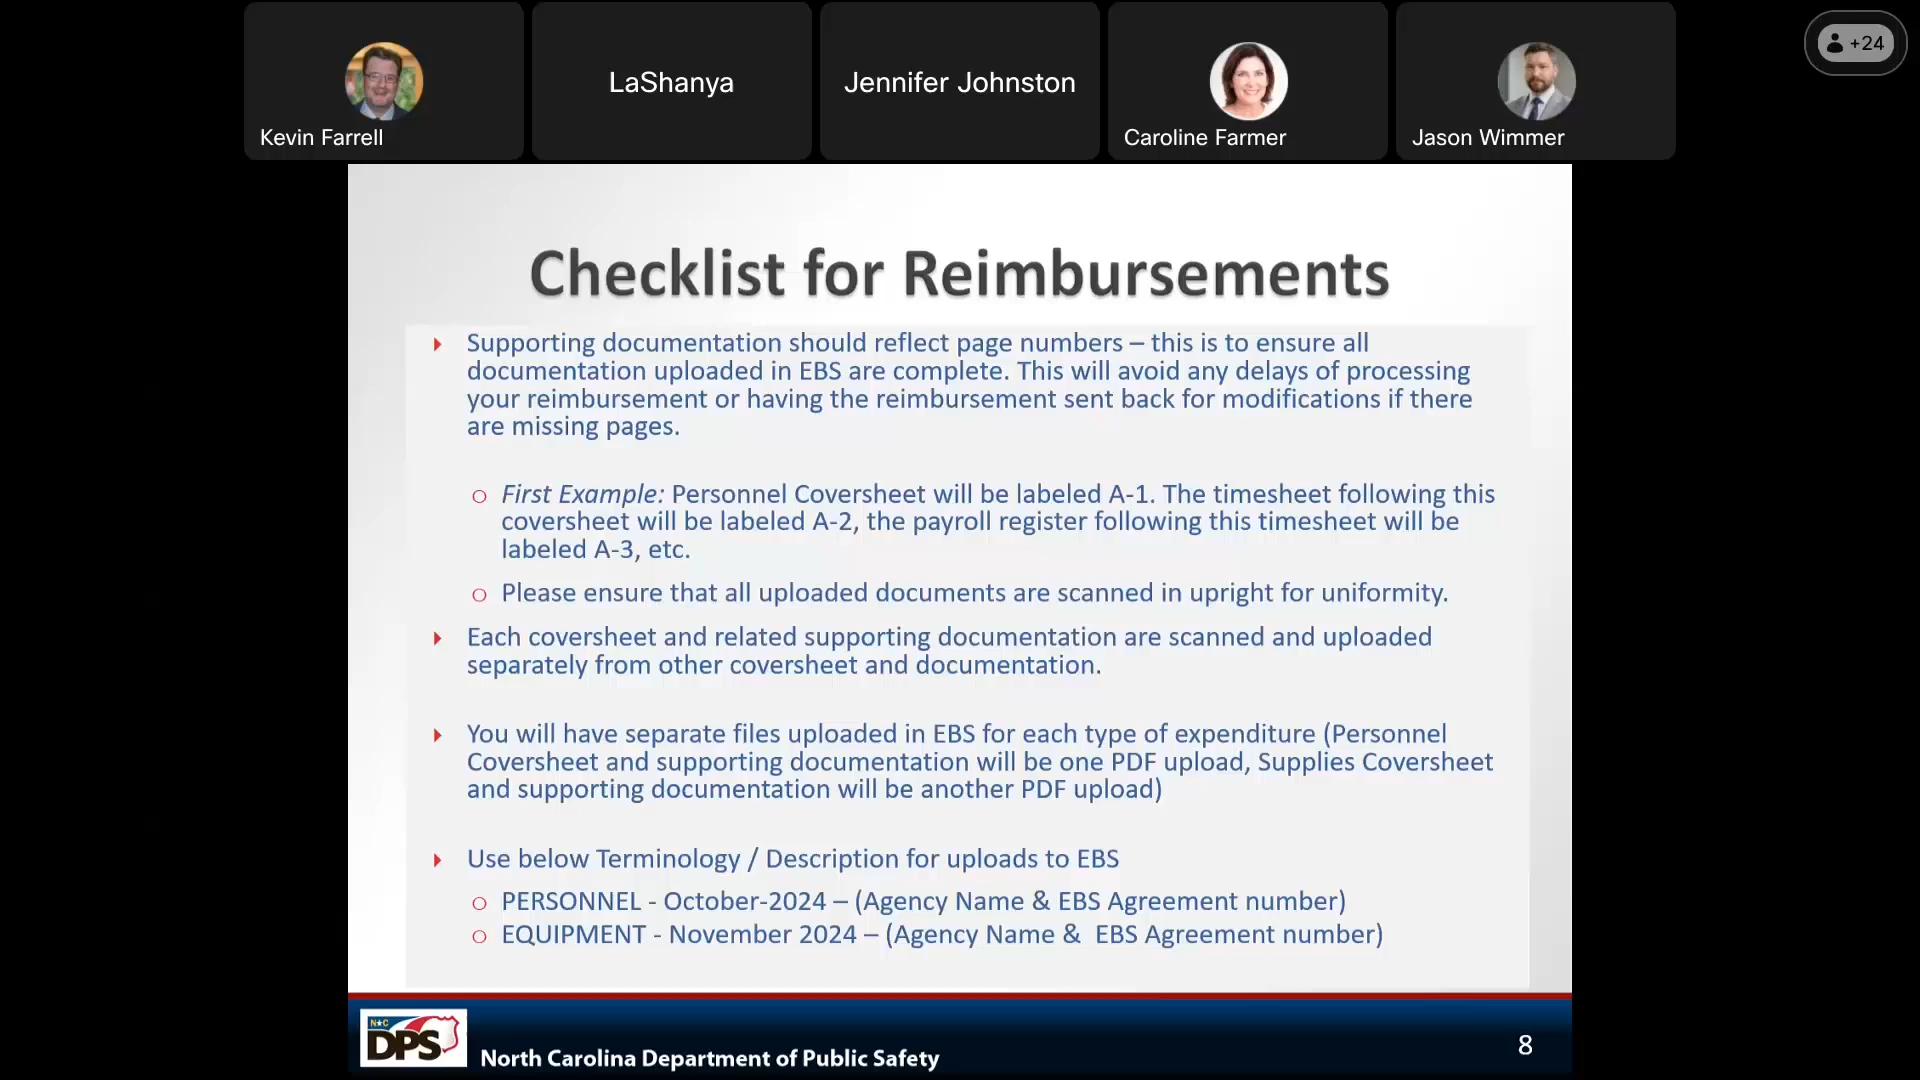 Kevin Farrell
LaShanya
Jennifer Johnston
Caroline Farmer
Jason Wimmer
+24
Checklist for Reimbursements
Supporting documentation should reflect page numbers – this is to ensure all
documentation uploaded in EBS are complete. This will avoid any delays of processing
your reimbursement or having the reimbursement sent back for modifications if there
are missing pages.
First Example: Personnel Coversheet will be labeled A-1. The timesheet following this
coversheet will be labeled A-2, the payroll register following this timesheet will be
labeled A-3, etc.
Please ensure that all uploaded documents are scanned in upright for uniformity.
Each coversheet and related supporting documentation are scanned and uploaded
separately from other coversheet and documentation.
You will have separate files uploaded in EBS for each type of expenditure (Personnel
Coversheet and supporting documentation will be one PDF upload, Supplies Coversheet
and supporting documentation will be another PDF upload)
Use below Terminology / Description for uploads to EBS
PERSONNEL - October-2024 – (Agency Name & EBS Agreement number)
EQUIPMENT - November 2024 – (Agency Name &  EBS Agreement number)
N★C
DPS
North Carolina Department of Public Safety
8